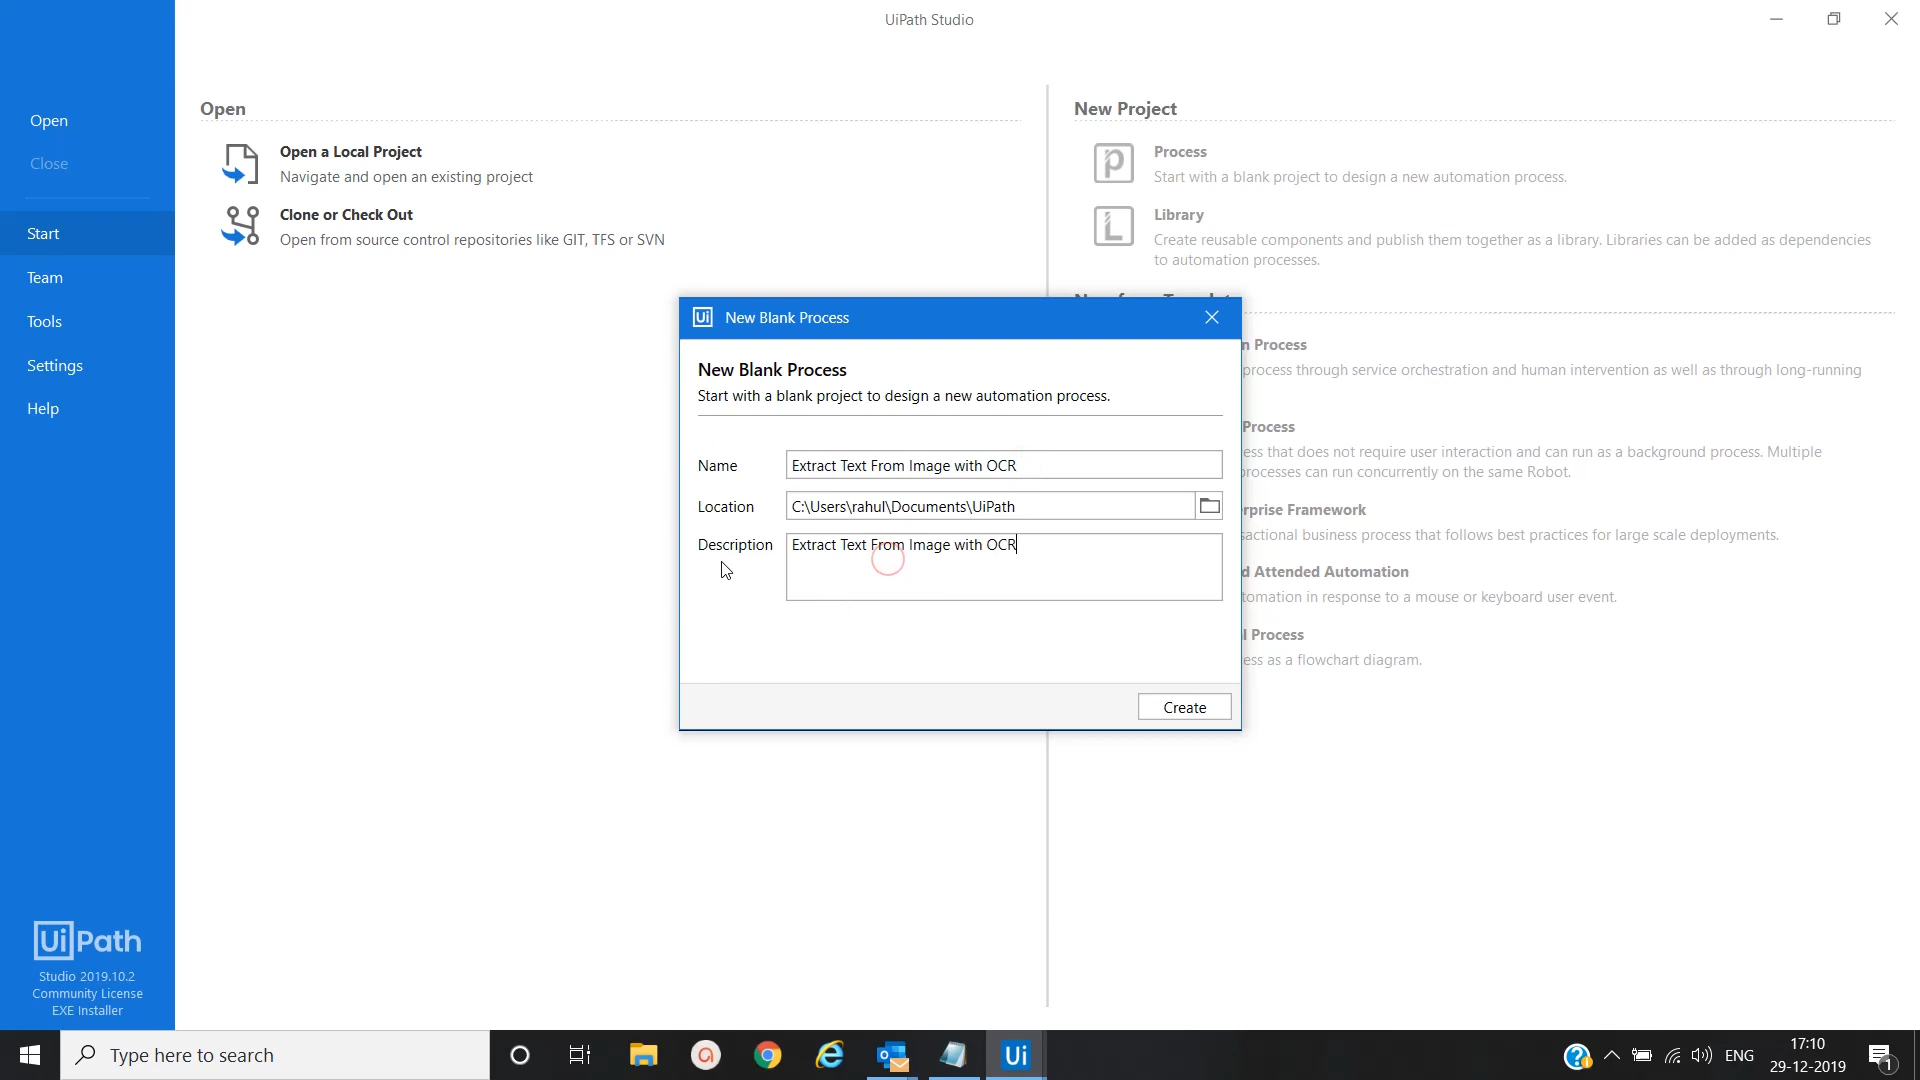 UiPath Studio
Open
Close
Start
Team
Tools
Settings
Help
Open
Open a Local Project
Navigate and open an existing project
Clone or Check Out
Open from source control repositories like GIT, TFS or SVN
New Project
Process
Start with a blank project to design a new automation process.
Library
Create reusable components and publish them together as a library. Libraries can be added as dependencies
to automation processes.
n Process
process through service orchestration and human intervention as well as through long-running
Process
ess that does not require user interaction and can run as a background process. Multiple
rocesses can run concurrently on the same Robot.
erprise Framework
sactional business process that follows best practices for large scale deployments.
d Attended Automation
tomation in response to a mouse or keyboard user event.
l Process
ess as a flowchart diagram.
Ui New Blank Process
New Blank Process
Start with a blank project to design a new automation process.
Name Extract Text From Image with OCR
Location C:\Users\rahul\Documents\UiPath
Description Extract Text From Image with OCR
Create
UiPath
Studio 2019.10.2
Community License
EXE Installer
Type here to search
Ui
ENG
17:10
29-12-2019
1